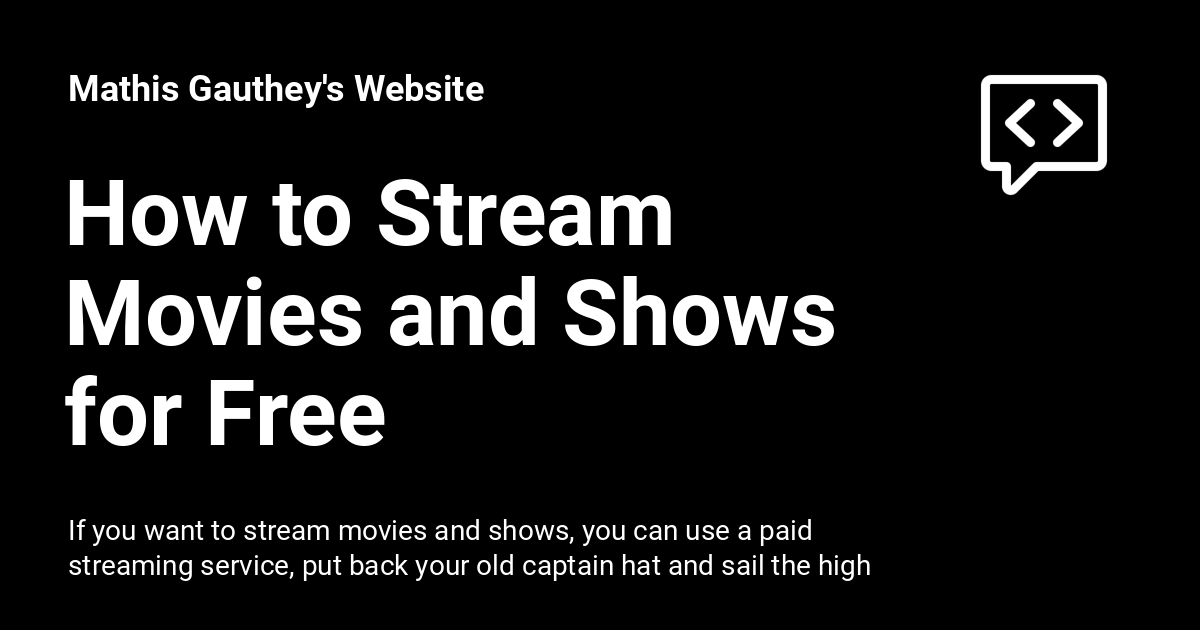 Mathis Gauthey's Website
How to Stream
Movies and Shows
for Free
If you want to stream movies and shows, you can use a paid
streaming service, put back your old captain hat and sail the high